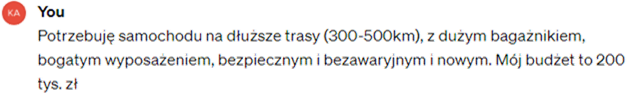 KA You
Potrzebuję samochodu na dłuższe trasy (300-500km), z dużym bagażnikiem,
bogatym wyposażeniem, bezpiecznym i bezawaryjnym i nowym. Mój budżet to 200
tys. zł